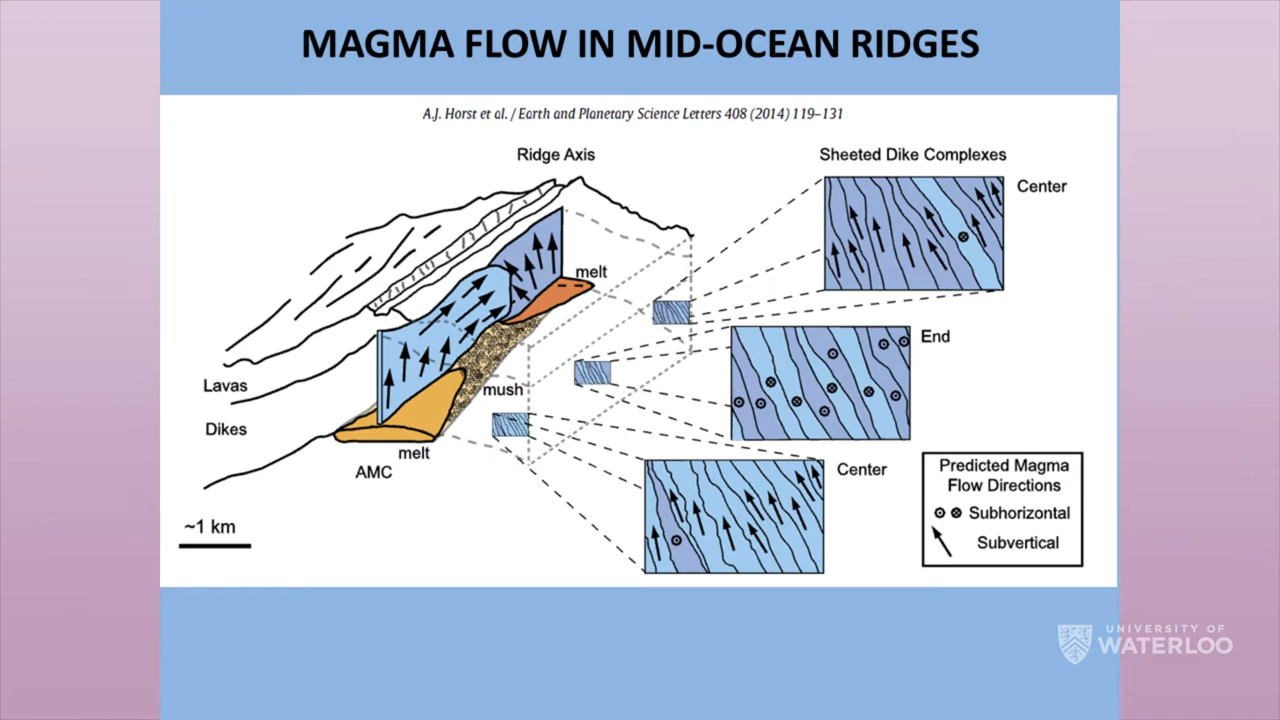 MAGMA FLOW IN MID-OCEAN RIDGES
A.J. Horst et al. / Earth and Planetary Science Letters 408 (2014) 119–131
Ridge Axis
Sheeted Dike Complexes
Center
melt
End
Lavas
mush
Dikes
melt
AMC
Center
Predicted Magma
Flow Directions
Subhorizontal
Subvertical
~1 km
UNIVERSITY OF
WATERLOO